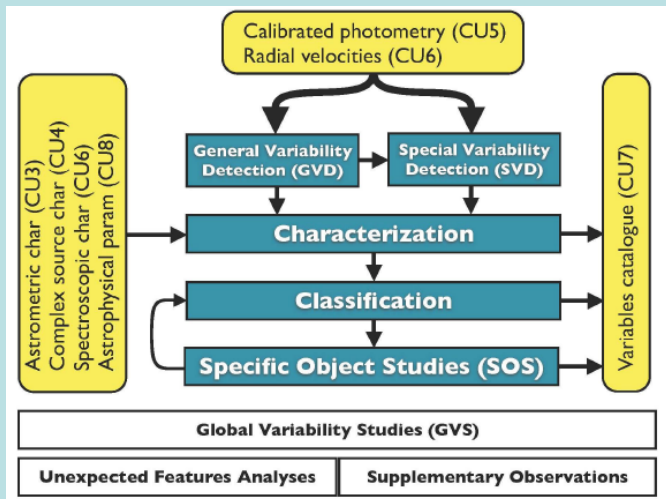 Calibrated photometry (CU5)
Radial velocities (CU6)
Astrometric char (CU3)
Complex source char (CU4)
Spectroscopic char (CU6)
Astrophysical param (CU8)
General Variability
Detection (GVD)
Special Variability
Detection (SVD)
Characterization
Classification
Specific Object Studies (SOS)
Variables catalogue (CU7)
Global Variability Studies (GVS)
Unexpected Features Analyses
Supplementary Observations